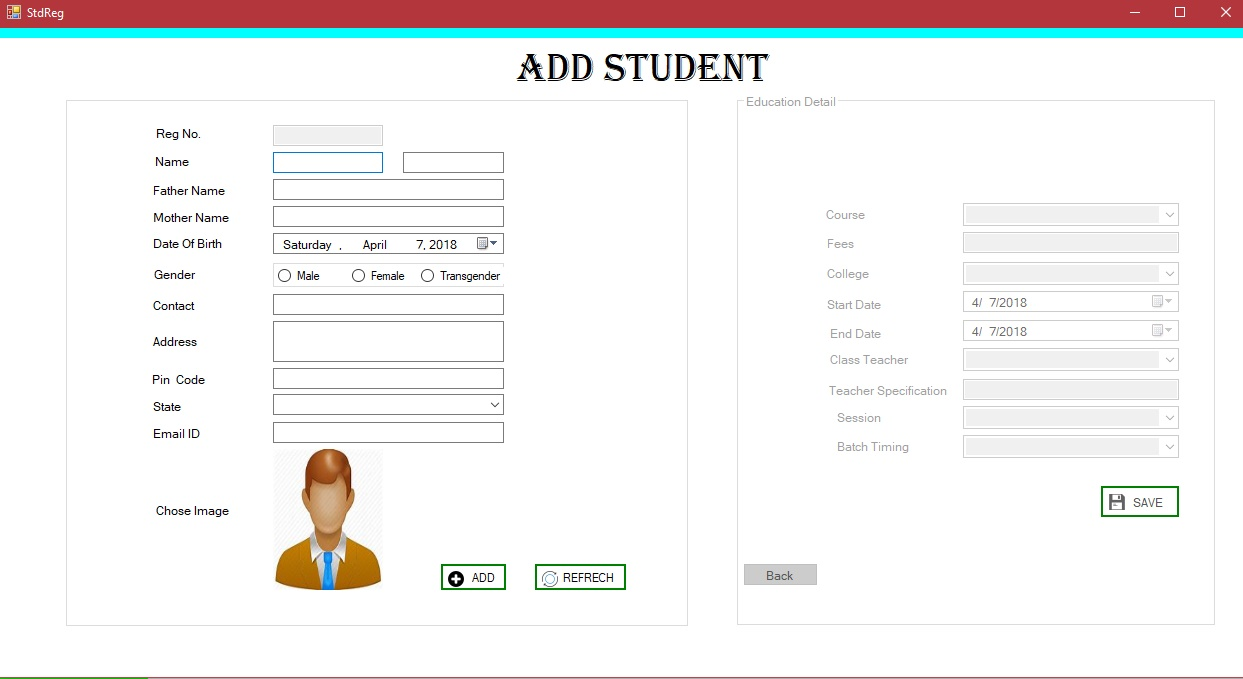 StdReg
ADD STUDENT
Reg No.
Name
Father Name
Mother Name
Date Of Birth
Saturday , April 7, 2018
Gender
Male Female Transgender
Contact
Address
Pin Code
State
Email ID
Chose Image
ADD
REFRECH
Education Detail
Course
Fees
College
Start Date
4/ 7/2018
End Date
4/ 7/2018
Class Teacher
Teacher Specification
Session
Batch Timing
SAVE
Back